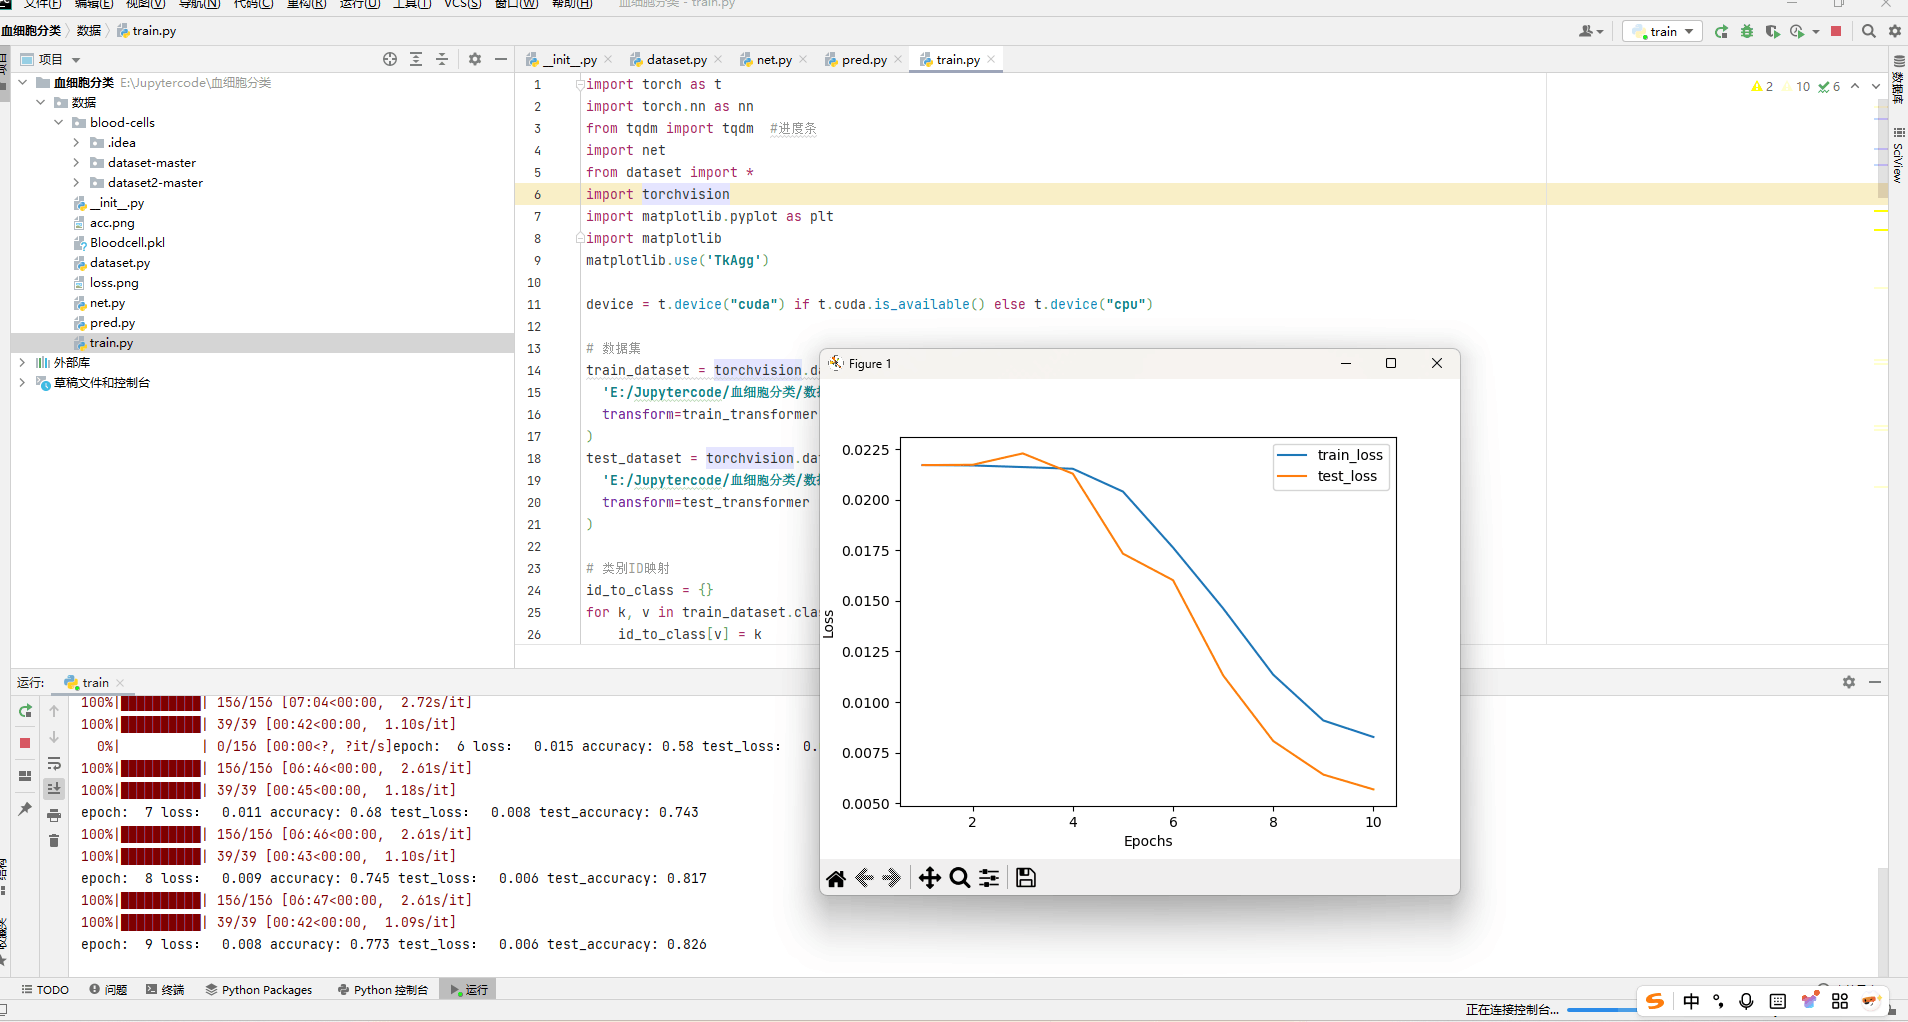 文件(F) 编辑(E) 视图(V) 导航(N) 代码(C) 重构(R) 运行(U) 工具(T) VCS(S) 窗口(W) 帮助(H) 血细胞分类 - train.py
血细胞分类 数据 train.py
train
项目
__init__.py dataset.py net.py pred.py train.py
血细胞分类 E:\Jupytercode\血细胞分类
数据
blood-cells
.idea
dataset-master
dataset2-master
__init__.py
acc.png
Bloodcell.pkl
dataset.py
loss.png
net.py
pred.py
train.py
外部库
草稿文件和控制台
2 10 6
1 import torch as t
2 import torch.nn as nn
3 from tqdm import tqdm #进度条
4 import net
5 from dataset import *
6 import torchvision
7 import matplotlib.pyplot as plt
8 import matplotlib
9 matplotlib.use('TkAgg')
10
11 device = t.device("cuda") if t.cuda.is_available() else t.device("cpu")
12
13 # 数据集
14 train_dataset = torchvision.da
15 'E:/Jupytercode/血细胞分类/数据
16 transform=train_transformer
17 )
18 test_dataset = torchvision.dat
19 'E:/Jupytercode/血细胞分类/数据
20 transform=test_transformer
21 )
22
23 # 类别ID映射
24 id_to_class = {}
25 for k, v in train_dataset.clas
26 id_to_class[v] = k
数据库
SciView
Figure 1
0.0225
0.0200
0.0175
0.0150
0.0125
0.0100
0.0075
0.0050
Loss
2 4 6 8 10
Epochs
train_loss
test_loss
运行: train
100%| | 156/156 [07:04<00:00, 2.72s/it]
100%| | 39/39 [00:42<00:00, 1.10s/it]
0%| | 0/156 [00:00<?, ?it/s]epoch: 6 loss: 0.015 accuracy: 0.58 test_loss: 0.
100%| | 156/156 [06:46<00:00, 2.61s/it]
100%| | 39/39 [00:45<00:00, 1.18s/it]
epoch: 7 loss: 0.011 accuracy: 0.68 test_loss: 0.008 test_accuracy: 0.743
100%| | 156/156 [06:46<00:00, 2.61s/it]
100%| | 39/39 [00:43<00:00, 1.10s/it]
epoch: 8 loss: 0.009 accuracy: 0.745 test_loss: 0.006 test_accuracy: 0.817
100%| | 156/156 [06:47<00:00, 2.61s/it]
100%| | 39/39 [00:42<00:00, 1.09s/it]
epoch: 9 loss: 0.008 accuracy: 0.773 test_loss: 0.006 test_accuracy: 0.826
TODO 问题 终端 Python Packages Python 控制台 运行
正在连接控制台...
中